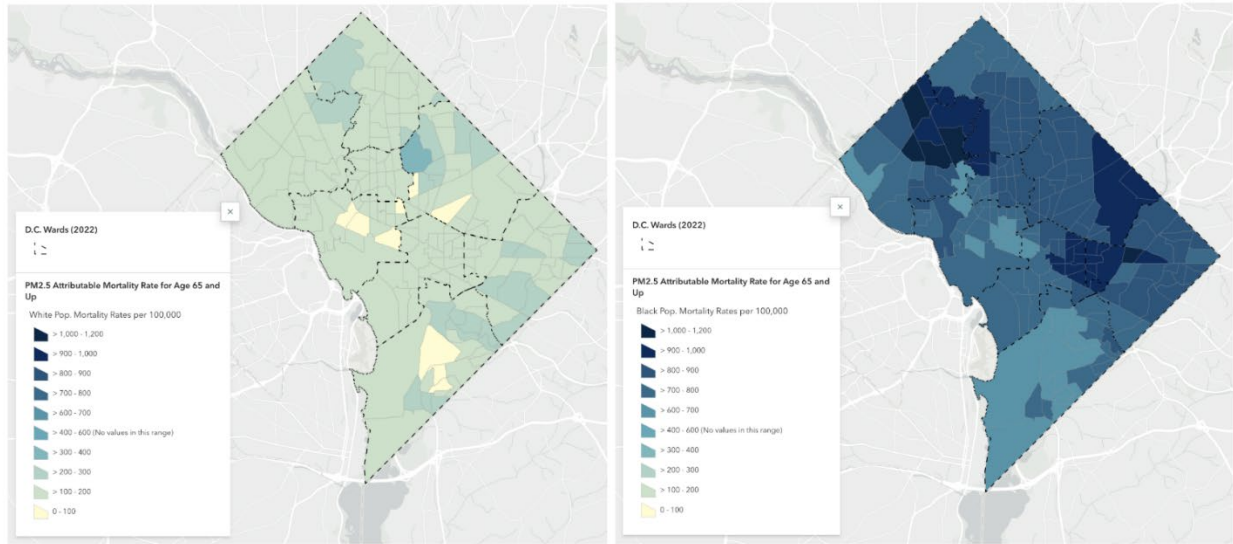 D.C. Wards (2022)
PM2.5 Attributable Mortality Rate for Age 65 and
Up
White Pop. Mortality Rates per 100,000
> 1,000 - 1,200
> 900 - 1,000
> 800 - 900
> 700 - 800
> 600 - 700
> 400 - 600 (No values in this range)
> 300 - 400
> 200 - 300
> 100 - 200
0 - 100
D.C. Wards (2022)
PM2.5 Attributable Mortality Rate for Age 65 and
Up
Black Pop. Mortality Rates per 100,000
> 1,000 - 1,200
> 900 - 1,000
> 800 - 900
> 700 - 800
> 600 - 700
> 400 - 600 (No values in this range)
> 300 - 400
> 200 - 300
> 100 - 200
0 - 100